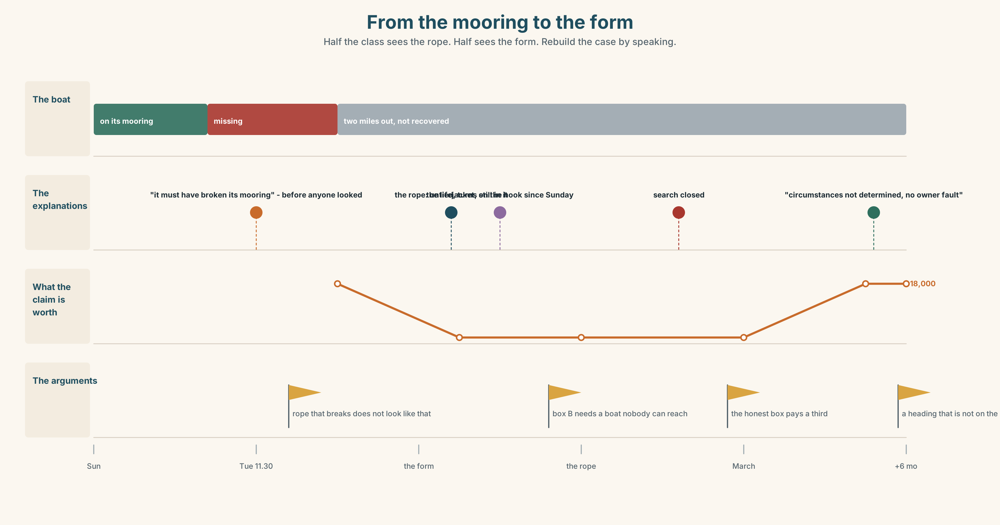 From the mooring to the form
Half the class sees the rope. Half sees the form. Rebuild the case by speaking.
The boat
on its mooring
missing
two miles out, not recovered
The
explanations
"it must have broken its mooring" - before anyone looked
the rope
since Sunday
search closed
"circumstances not determined, no owner fault"
What the
claim is
worth
18,000
The arguments
rope that breaks does not look like that
box B needs a boat nobody can reach
the honest box pays a third
a heading that is not on the
Sun
Tue 11.30
the form
the rope
March
+6 mo